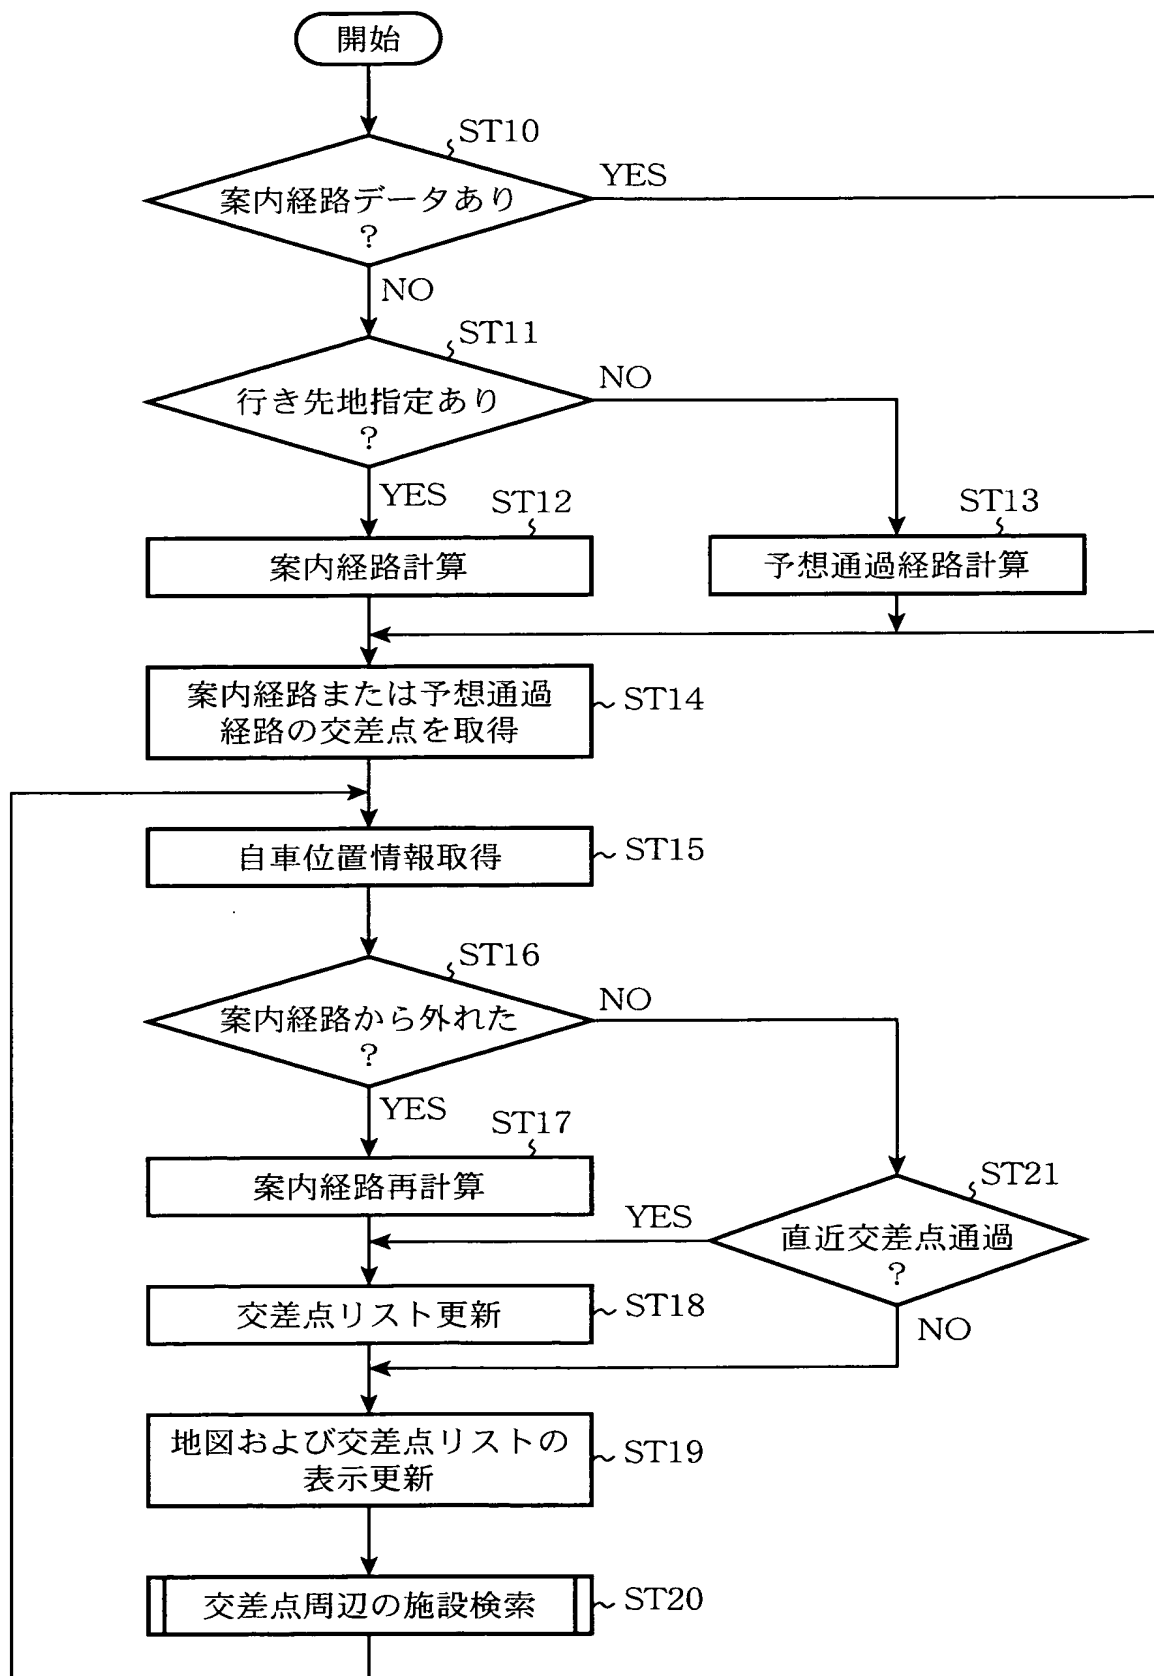 開始
ST10
案内経路データあり
?
YES
NO
ST11
行き先地指定あり
?
NO
YES
ST12
案内経路計算
ST13
予想通過経路計算
案内経路または予想通過
経路の交差点を取得
ST14
自車位置情報取得
ST15
ST16
案内経路から外れた
?
NO
YES
ST17
案内経路再計算
ST21
直近交差点通過
?
YES
NO
交差点リスト更新
ST18
地図および交差点リストの
表示更新
ST19
交差点周辺の施設検索
ST20